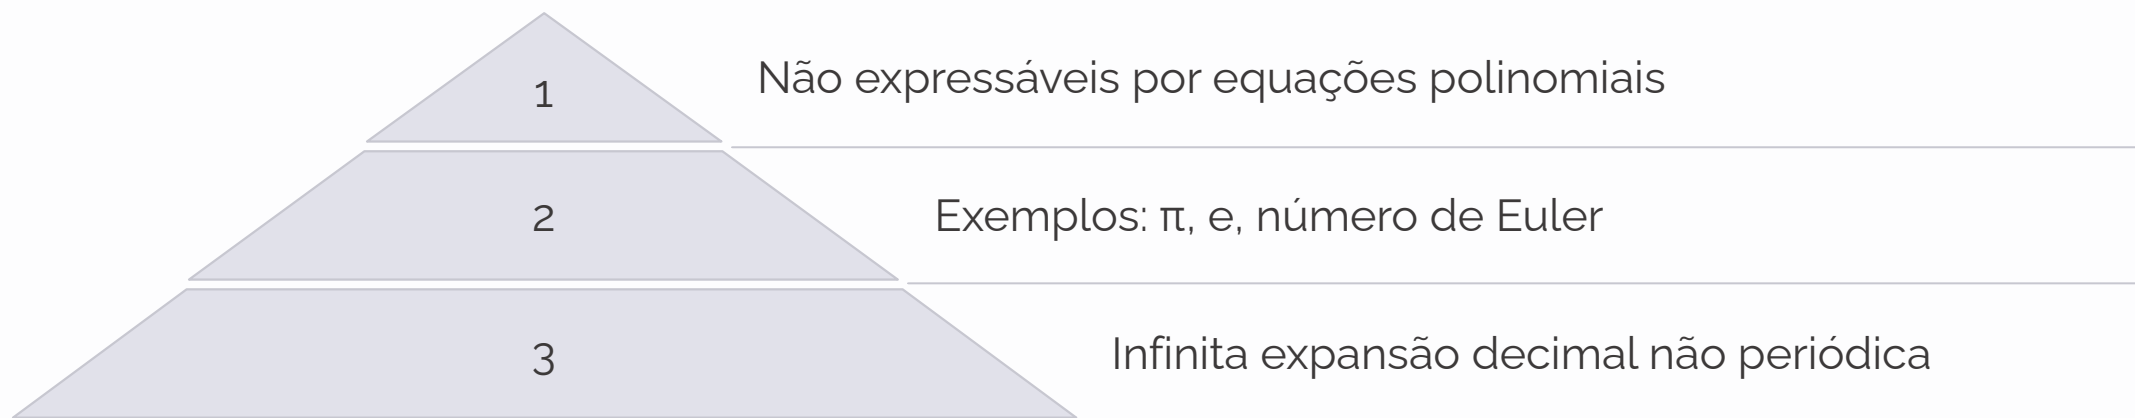 1
Não expressáveis por equações polinomiais
2
Exemplos: π, e, número de Euler
3
Infinita expansão decimal não periódica